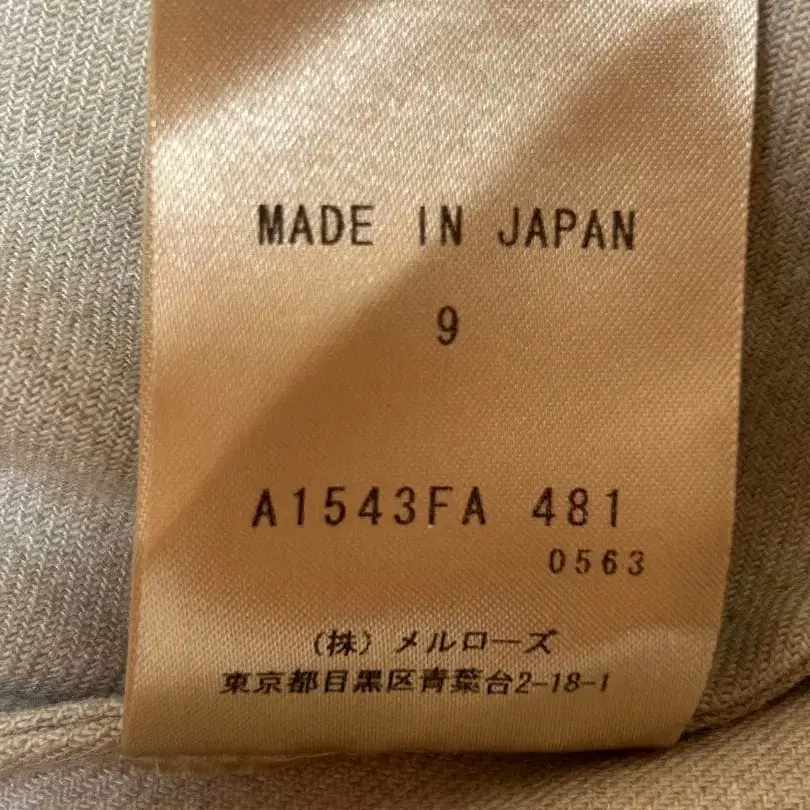 MADE IN JAPAN
9
A1543FA 481
0563
(株)メルローズ
東京都目黒区青葉台2-18-1